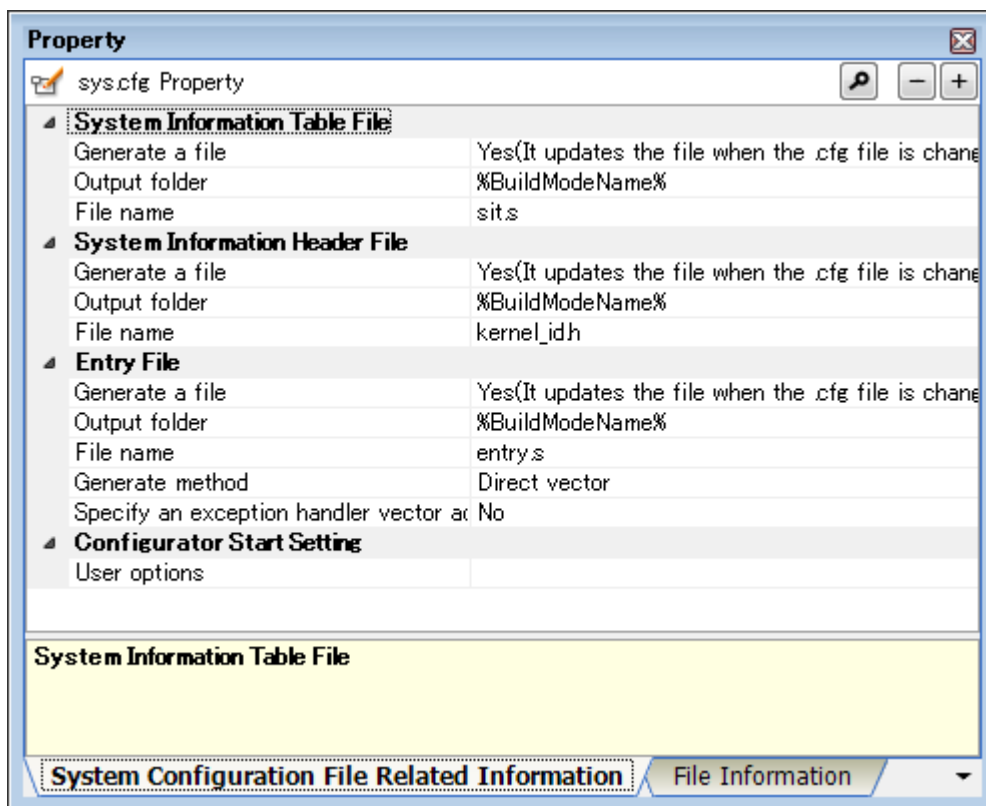 Property
sys.cfg Property
System Information Table File
Generate a file Yes(It updates the file when the .cfg file is chang
Output folder %BuildModeName%
File name sit.s
System Information Header File
Generate a file Yes(It updates the file when the .cfg file is chang
Output folder %BuildModeName%
File name kernel_id.h
Entry File
Generate a file Yes(It updates the file when the .cfg file is chang
Output folder %BuildModeName%
File name entry.s
Generate method Direct vector
Specify an exception handler vector ad No
Configurator Start Setting
User options
System Information Table File
System Configuration File Related Information File Information